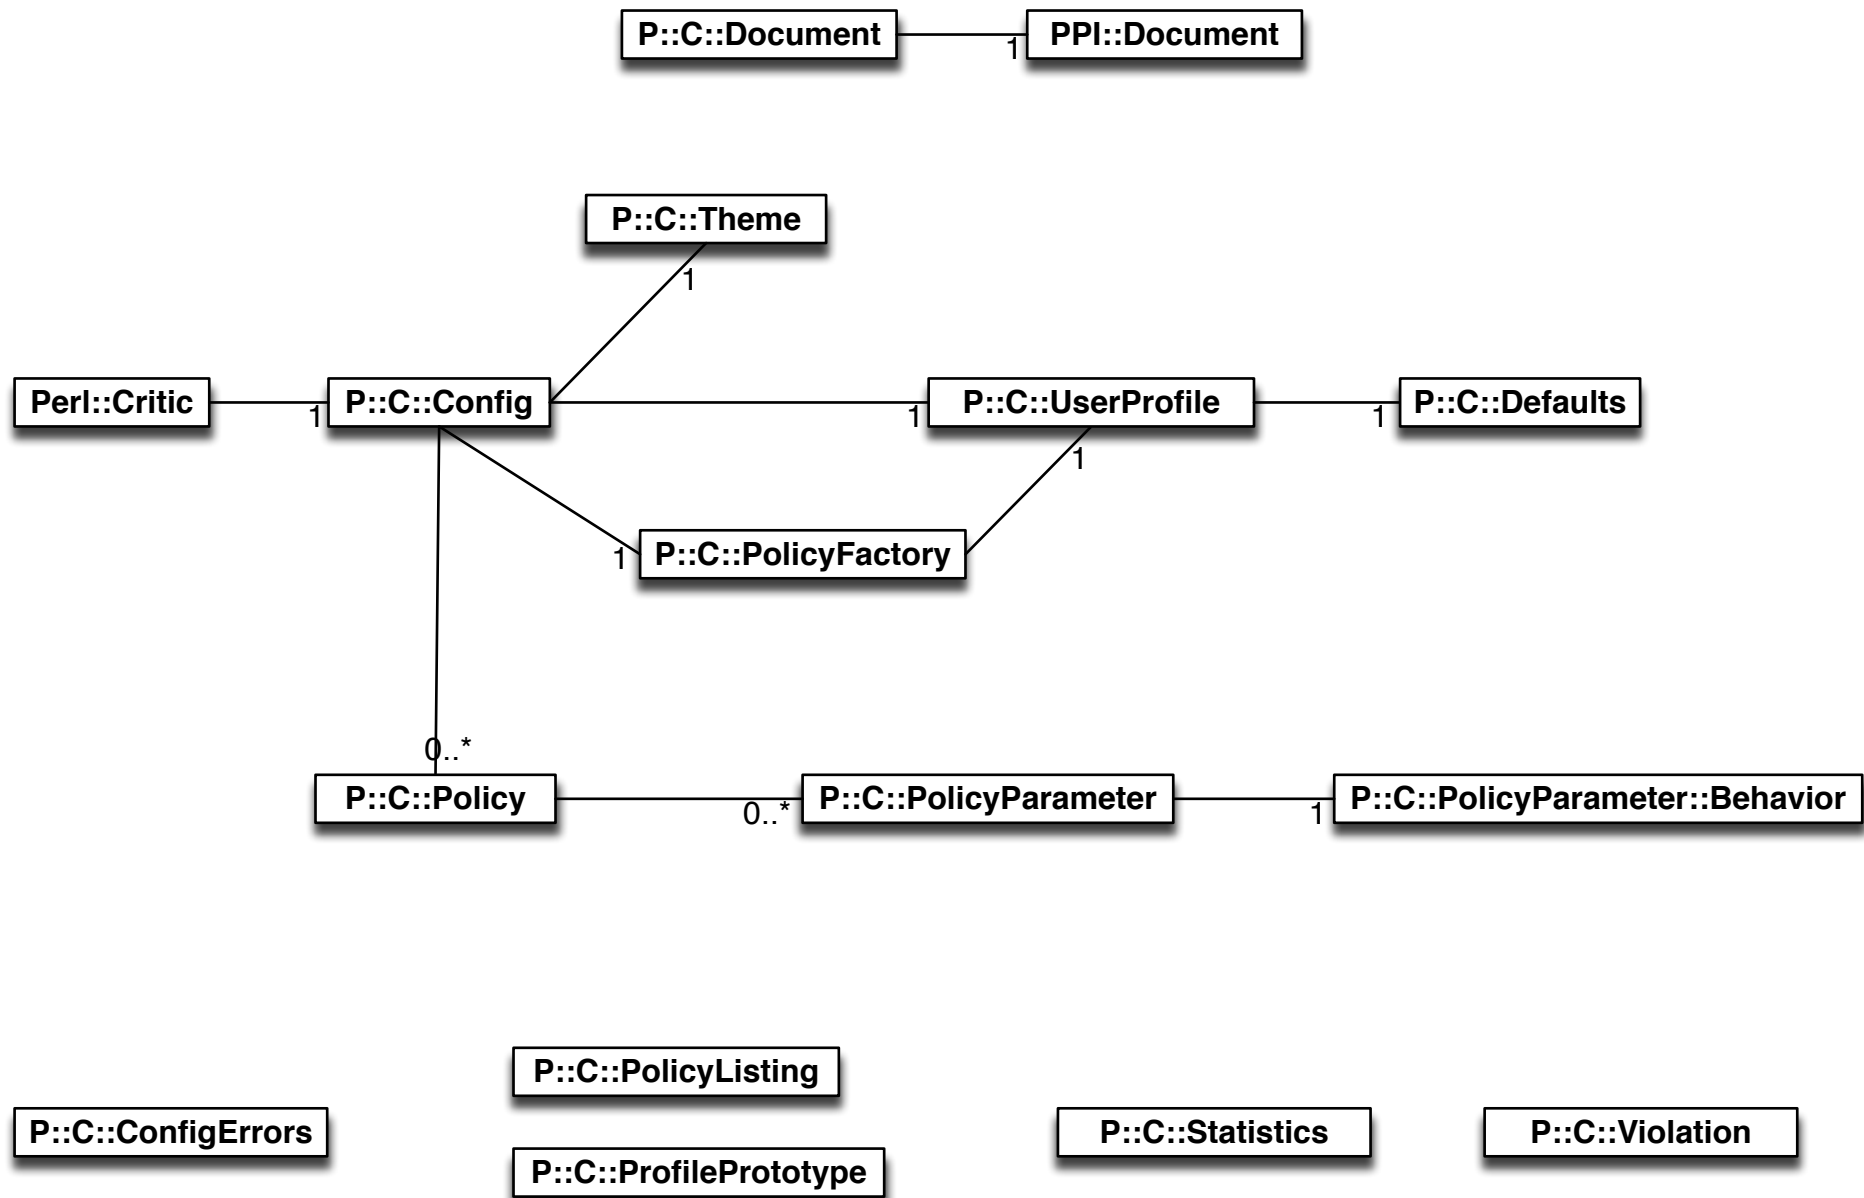 P::C::Document
1
PPI::Document
P::C::Theme
1
Perl::Critic
1
P::C::Config
1
P::C::UserProfile
1
P::C::Defaults
1
1
P::C::PolicyFactory
0..*
P::C::Policy
0..*
P::C::PolicyParameter
1
P::C::PolicyParameter::Behavior
P::C::PolicyListing
P::C::ConfigErrors
P::C::Statistics
P::C::Violation
P::C::ProfilePrototype